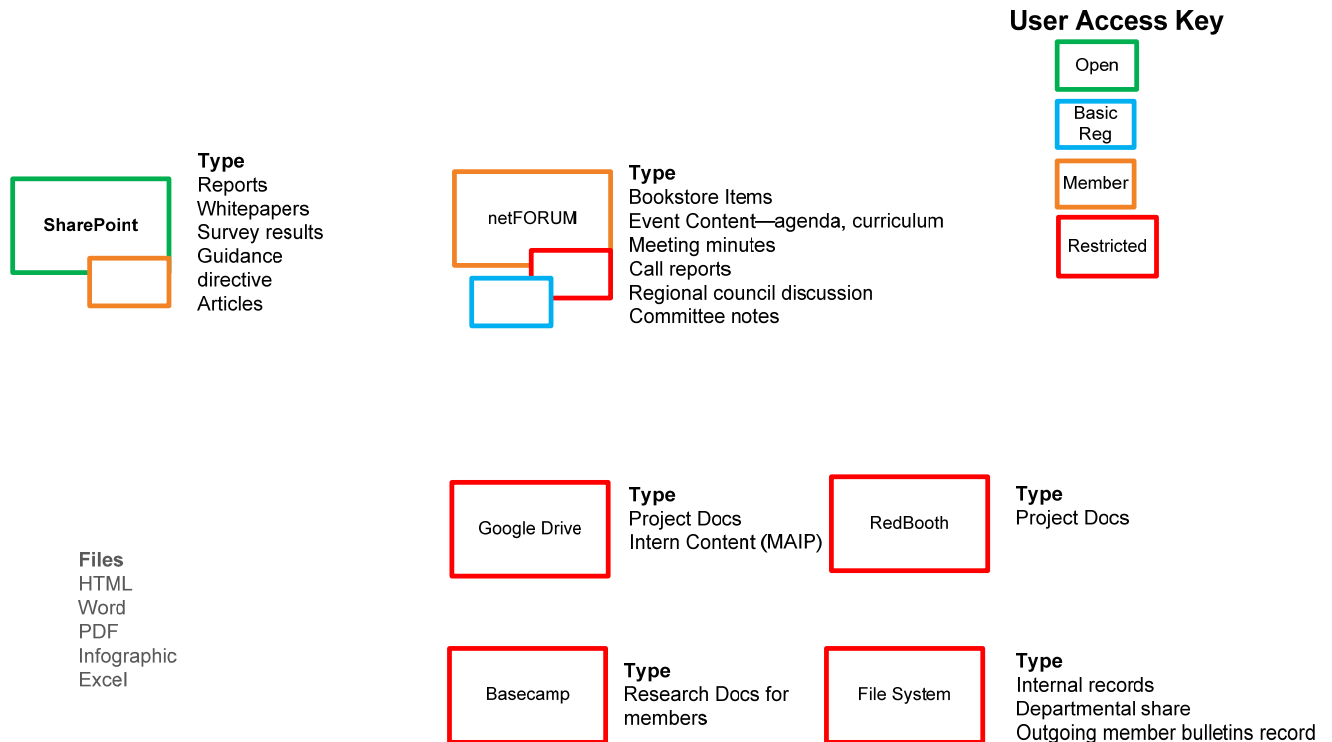 User Access Key
Open
Basic
Reg
Member
Restricted
SharePoint
Type
Reports
Whitepapers
Survey results
Guidance
directive
Articles
netFORUM
Type
Bookstore Items
Event Content—agenda, curriculum
Meeting minutes
Call reports
Regional council discussion
Committee notes
Google Drive
Type
Project Docs
Intern Content (MAIP)
RedBooth
Type
Project Docs
Files
HTML
Word
PDF
Infographic
Excel
Basecamp
Type
Research Docs for
members
File System
Type
Internal records
Departmental share
Outgoing member bulletins record